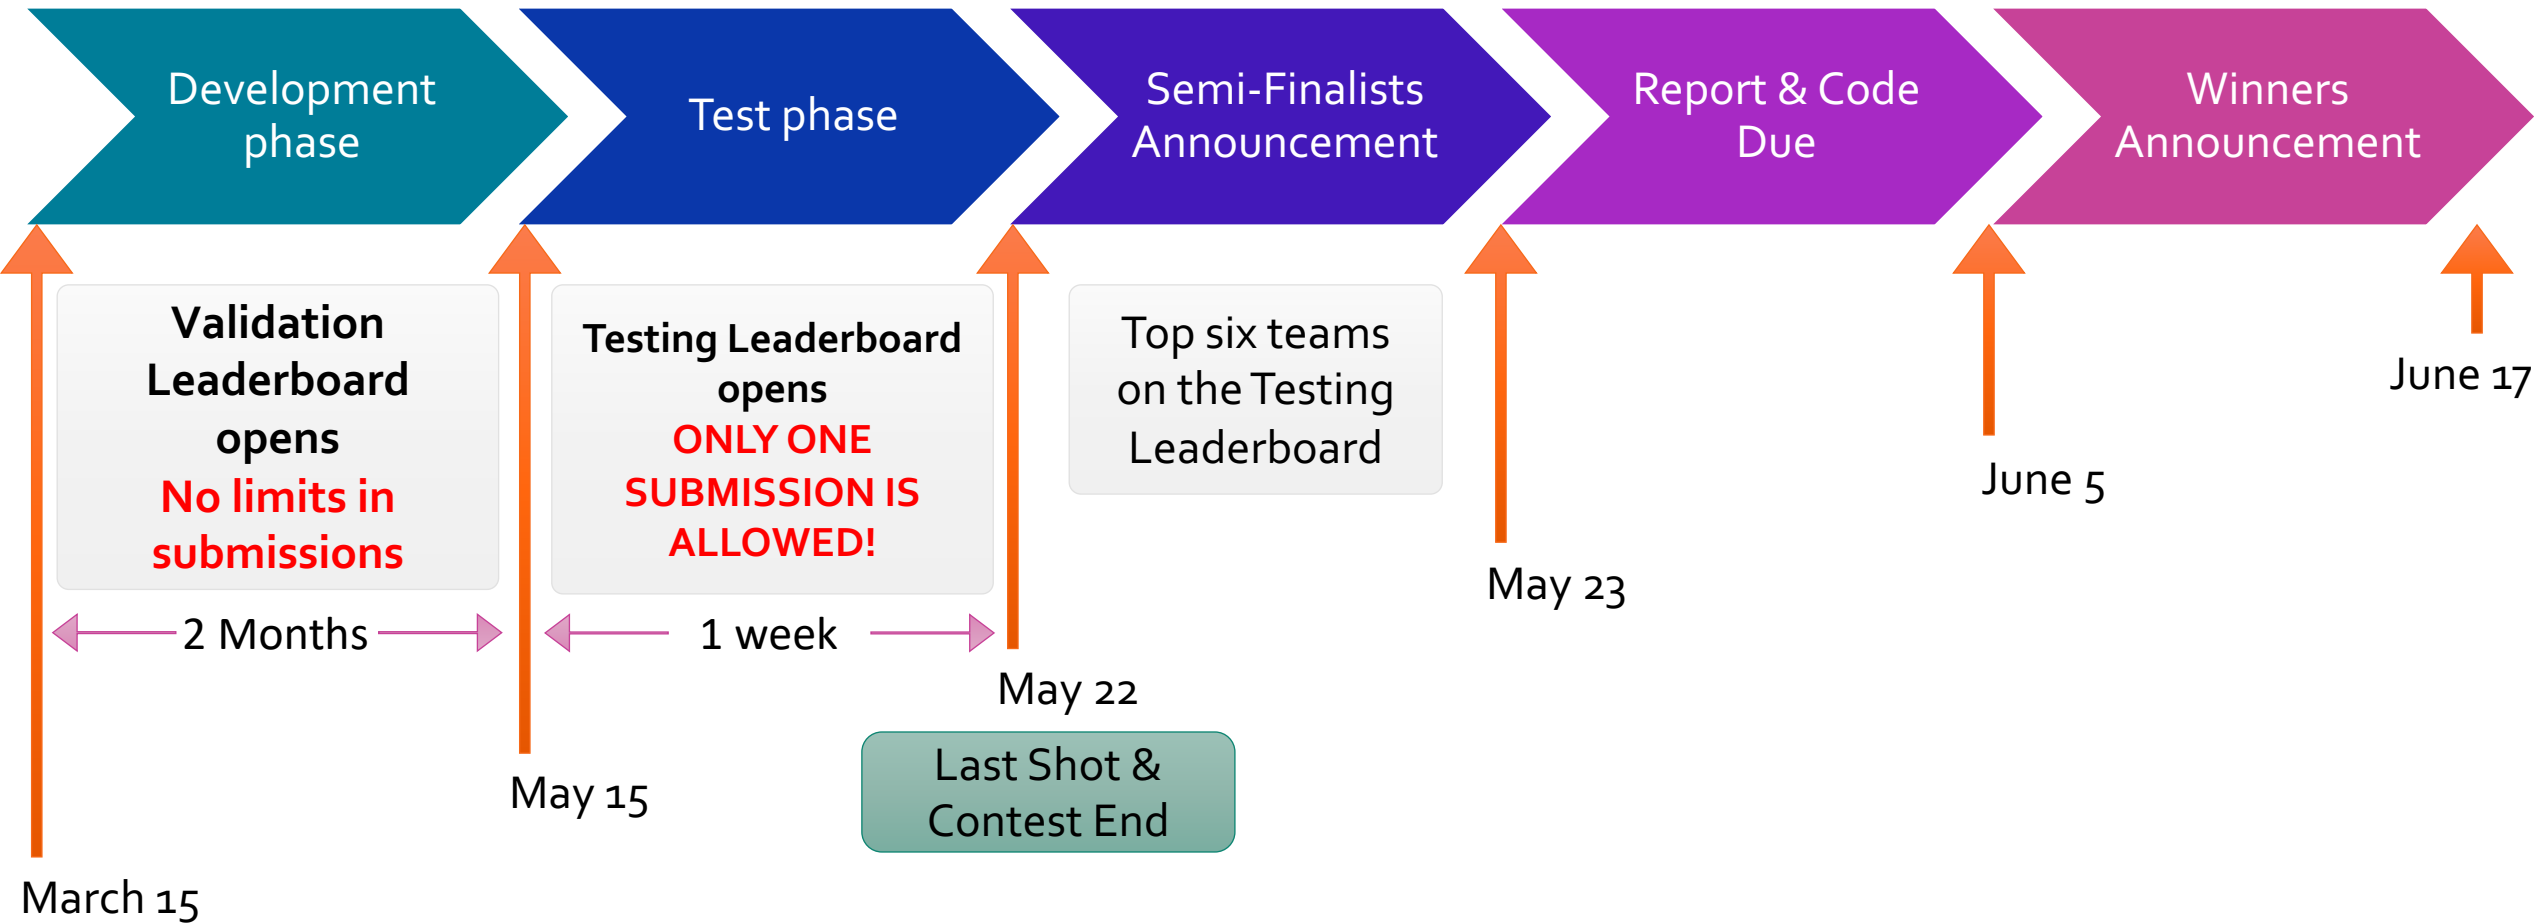 Development
phase
Test phase
Semi-Finalists
Announcement
Report & Code
Due
Winners
Announcement
Validation
Leaderboard
opens
No limits in
submissions
Testing Leaderboard
opens
ONLY ONE
SUBMISSION IS
ALLOWED!
Top six teams
on the Testing
Leaderboard
2 Months
1 week
March 15
May 15
May 22
Last Shot &
Contest End
May 23
June 5
June 17